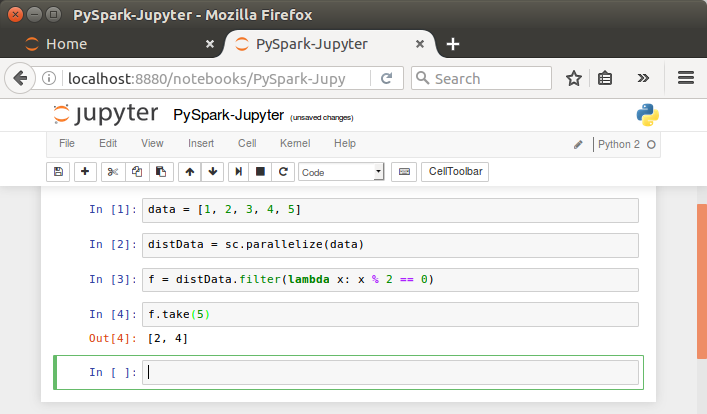 PySpark-Jupyter - Mozilla Firefox
Home
PySpark-Jupyter
localhost:8880/notebooks/PySpark-Jupy
Search
jupyter PySpark-Jupyter (unsaved changes)
File Edit View Insert Cell Kernel Help Python 2
Code CellToolbar
In [1]: data = [1, 2, 3, 4, 5]
In [2]: distData = sc.parallelize(data)
In [3]: f = distData.filter(lambda x: x % 2 == 0)
In [4]: f.take(5)
Out[4]: [2, 4]
In [ ]: